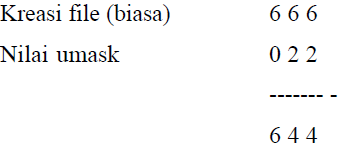 Kreasi file (biasa) 6 6 6
Nilai umask 0 2 2
------- -
6 4 4